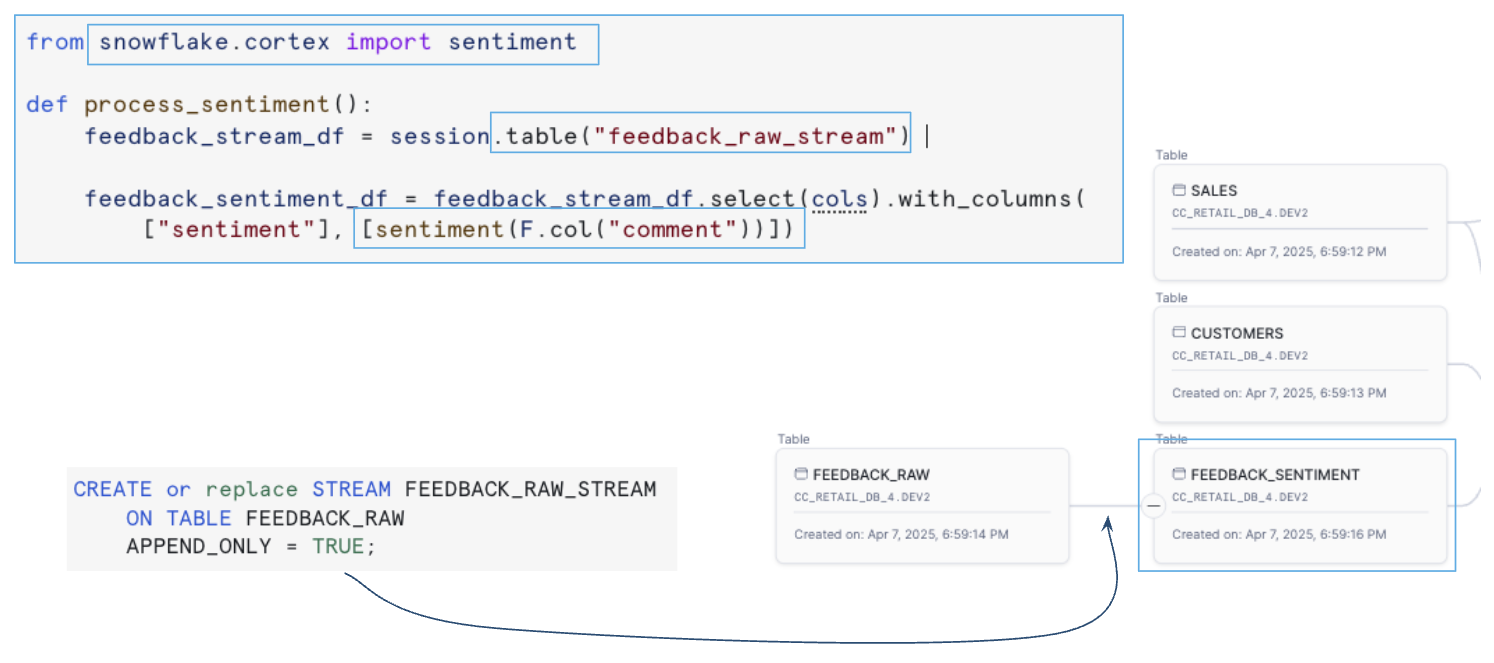 from snowflake.cortex import sentiment
def process_sentiment():
feedback_stream_df = session.table("feedback_raw_stream")
feedback_sentiment_df = feedback_stream_df.select(cols).with_columns(
["sentiment"], [sentiment(F.col("comment"))])
Table
SALES
CC_RETAIL_DB_4.DEV2
Created on: Apr 7, 2025, 6:59:12 PM
Table
CUSTOMERS
CC_RETAIL_DB_4.DEV2
Created on: Apr 7, 2025, 6:59:13 PM
Table
FEEDBACK_RAW
CC_RETAIL_DB_4.DEV2
Created on: Apr 7, 2025, 6:59:14 PM
Table
FEEDBACK_SENTIMENT
CC_RETAIL_DB_4.DEV2
Created on: Apr 7, 2025, 6:59:16 PM
CREATE or replace STREAM FEEDBACK_RAW_STREAM
ON TABLE FEEDBACK_RAW
APPEND_ONLY = TRUE;